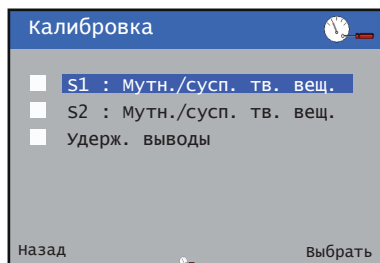 Калибровка
S1 : Мутн./сусп. тв. вещ.
S2 : Мутн./сусп. тв. вещ.
Удерж. выводы
Назад
Выбрать